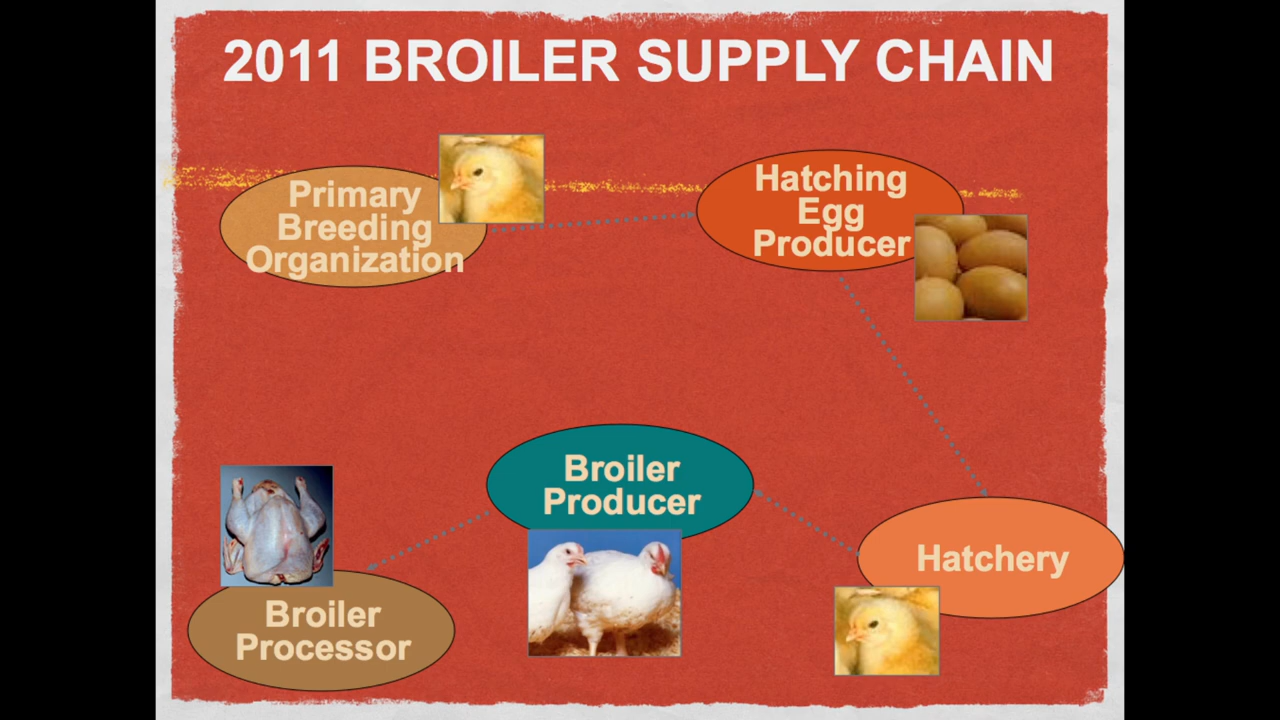 2011 BROILER SUPPLY CHAIN
Primary
Breeding
Organization
Hatching
Egg
Producer
Broiler
Producer
Hatchery
Broiler
Processor